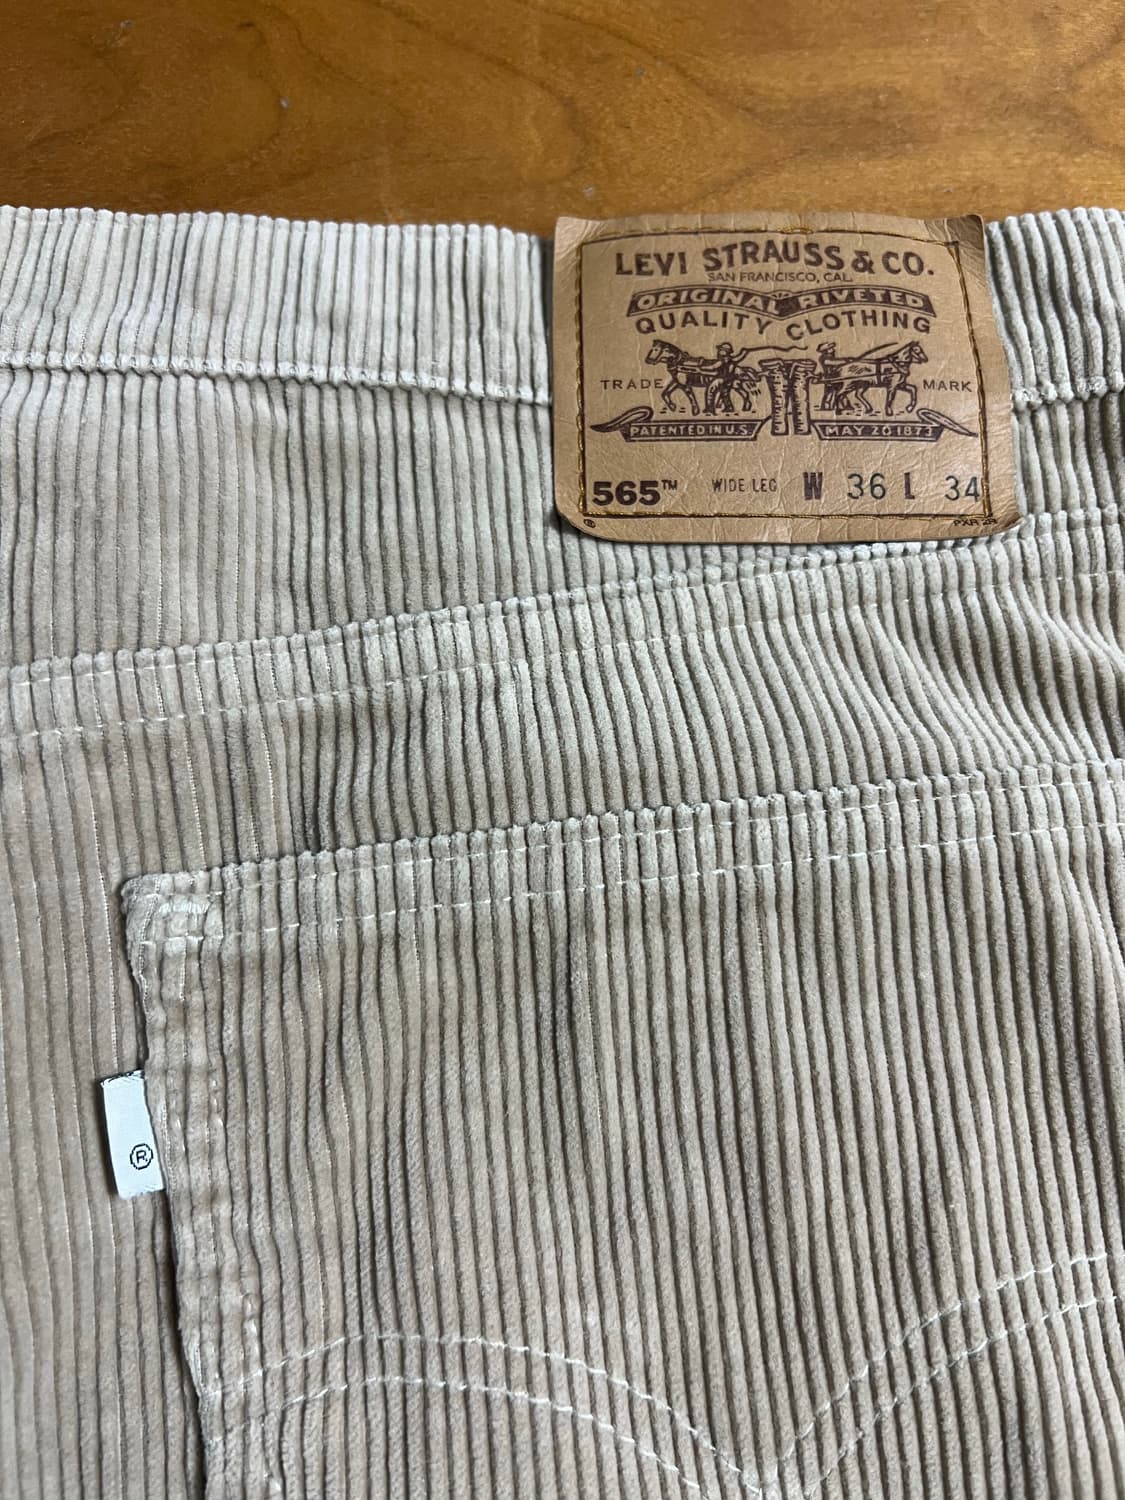 LEVI STRAUSS & CO.
SAN FRANCISCO, CAL.
ORIGINAL RIVETED
QUALITY CLOTHING
TRADE MARK
PATENTED IN U.S. MAY 20 1873
565™ WIDE LEG W 36 L 34
®
®